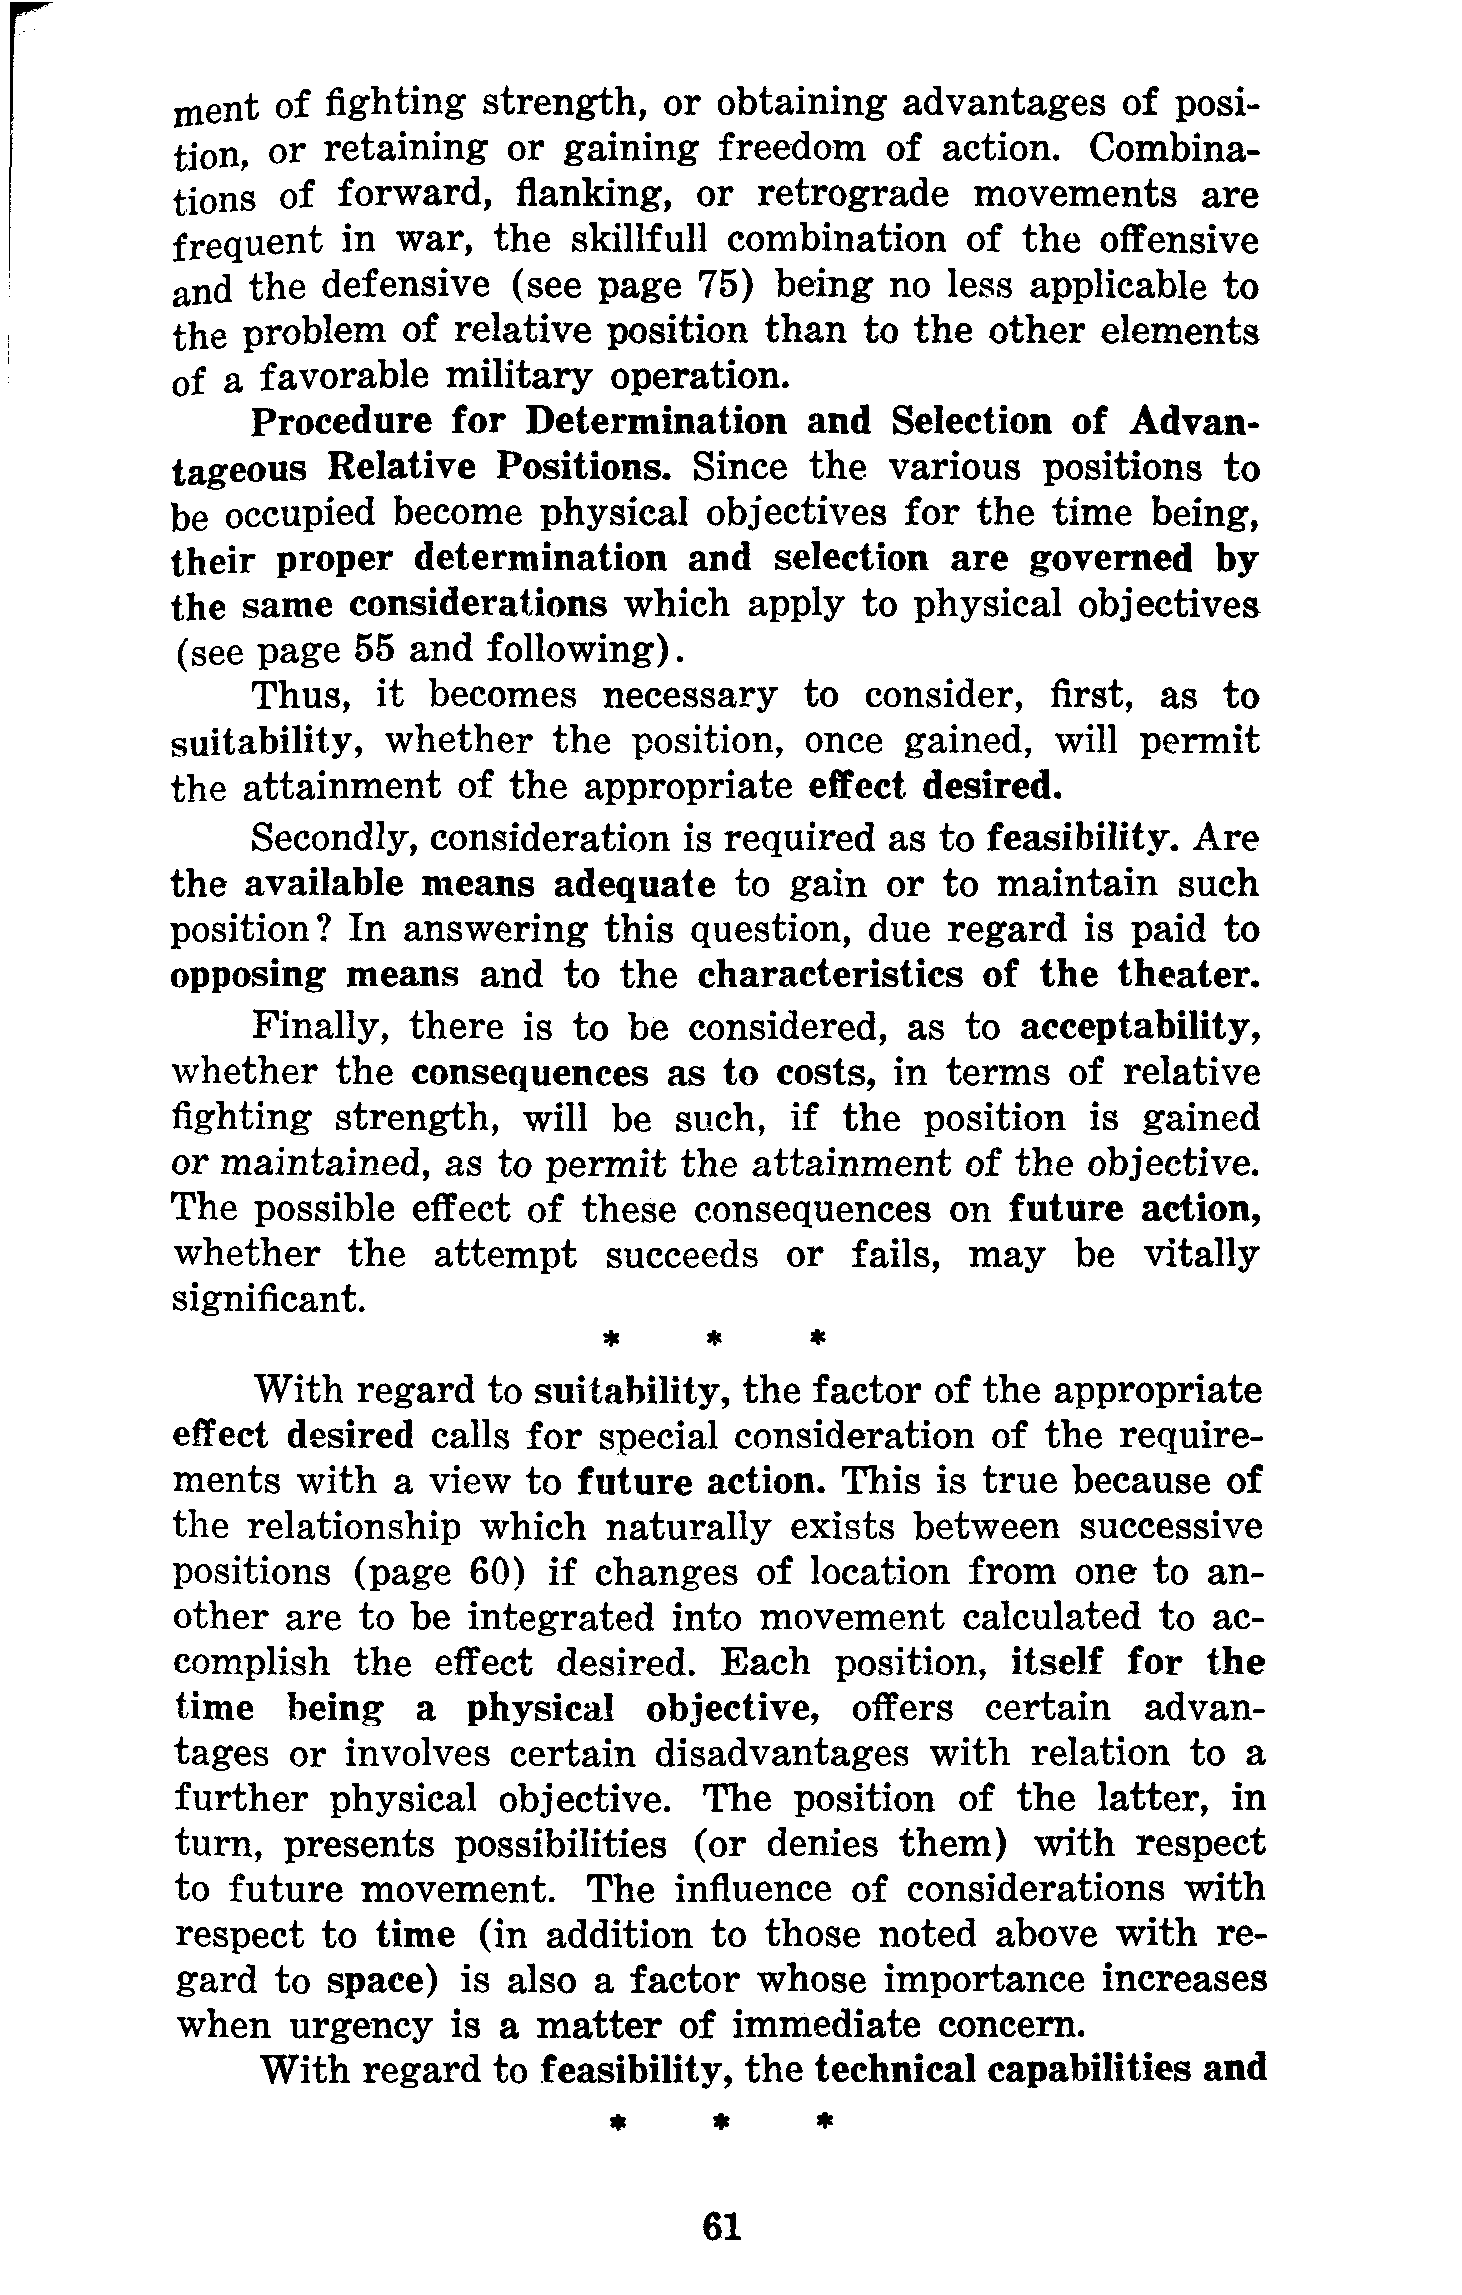 ment of fighting strength, or obtaining advantages of posi-
tion, or retaining or gaining freedom of action. Combina-
tions of forward, flanking, or retrograde movements are
frequent in war, the skillfull combination of the offensive
and the defensive (see page 75) being no less applicable to
the problem of relative position than to the other elements
of a favorable military operation.
Procedure for Determination and Selection of Advan-
tageous Relative Positions. Since the various positions to
be occupied become physical objectives for the time being,
their proper determination and selection are governed by
the same considerations which apply to physical objectives
(see page 55 and following).
Thus, it becomes necessary to consider, first, as to
suitability, whether the position, once gained, will permit
the attainment of the appropriate effect desired.
Secondly, consideration is required as to feasibility. Are
the available means adequate to gain or to maintain such
position? In answering this question, due regard is paid to
opposing means and to the characteristics of the theater.
Finally, there is to be considered, as to acceptability,
whether the consequences as to costs, in terms of relative
fighting strength, will be such, if the position is gained
or maintained, as to permit the attainment of the objective.
The possible effect of these consequences on future action,
whether the attempt succeeds or fails, may be vitally
significant.
* * *
With regard to suitability, the factor of the appropriate
effect desired calls for special consideration of the require-
ments with a view to future action. This is true because of
the relationship which naturally exists between successive
positions (page 60) if changes of location from one to an-
other are to be integrated into movement calculated to ac-
complish the effect desired. Each position, itself for the
time being a physical objective, offers certain advan-
tages or involves certain disadvantages with relation to a
further physical objective. The position of the latter, in
turn, presents possibilities (or denies them) with respect
to future movement. The influence of considerations with
respect to time (in addition to those noted above with re-
gard to space) is also a factor whose importance increases
when urgency is a matter of immediate concern.
With regard to feasibility, the technical capabilities and
* * *
61